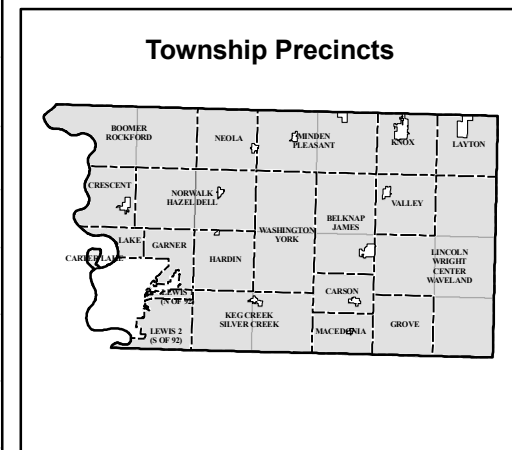 Township Precincts
BOOMER
ROCKFORD
NEOLA
MINDEN
PLEASANT
KNOX
LAYTON
CRESCENT
NORWALK
HAZEL DELL
VALLEY
BELKNAP
JAMES
WASHINGTON
YORK
LAKE
GARNER
CARTER LAKE
HARDIN
LINCOLN
WRIGHT
CENTER
WAVELAND
CARSON
LEWIS
(N OF 92)
KEG CREEK
SILVER CREEK
LEWIS 2
(S OF 92)
MACEDONIA
GROVE